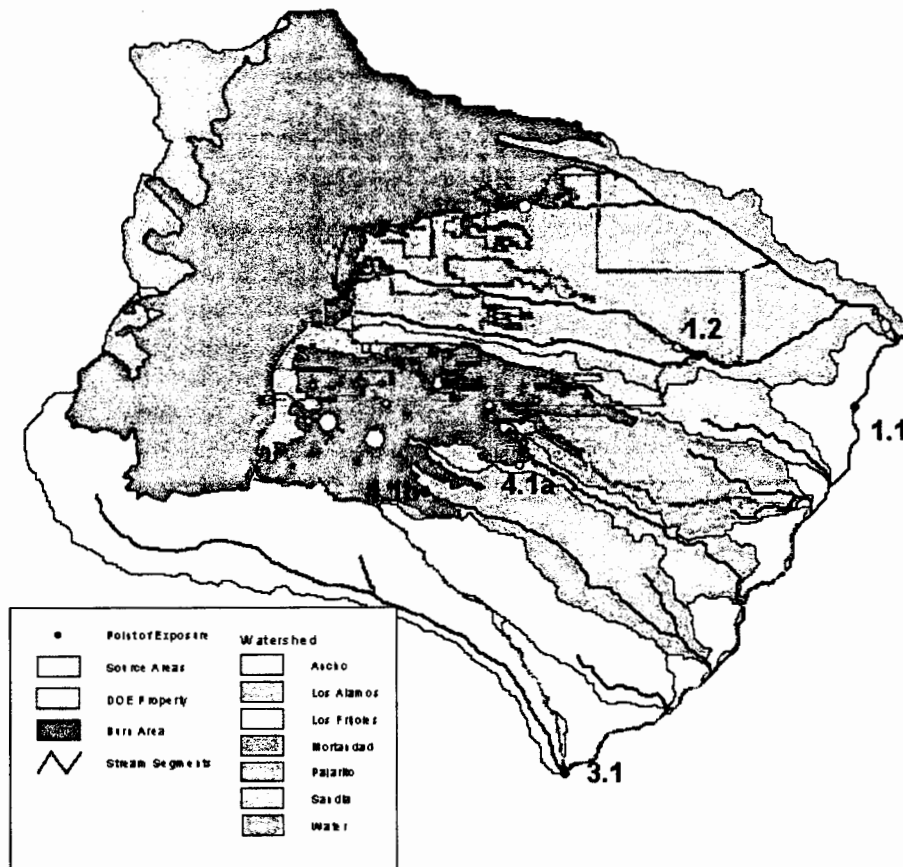 1.2
1.1
4.1a
3.1
Point of Exposure
Source Areas
DOE Property
Burn Area
Stream Segments
Watershed
Ancho
Los Alamos
Los Frijoles
Mortandad
Pajarito
Sandia
Water